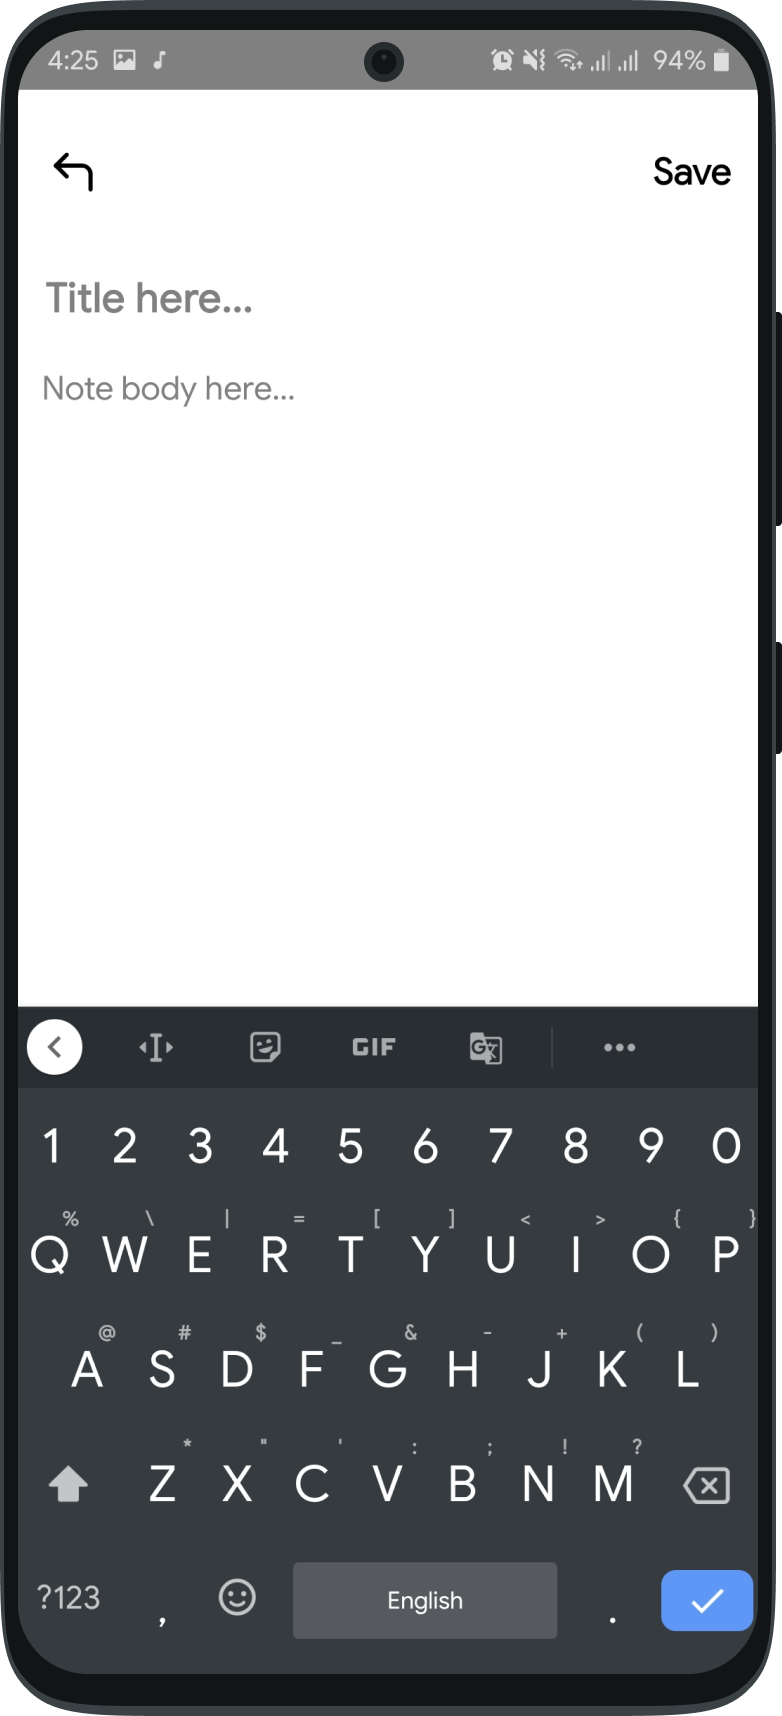 4:25 94%
Save
Title here...
Note body here...
GIF G
1 2 3 4 5 6 7 8 9 0
% \ | = [ ] < > { }
Q W E R T Y U I O P
@ # $ _ & - + ( )
A S D F G H J K L
* " ' : ; ! ?
Z X C V B N M
?123 , English .